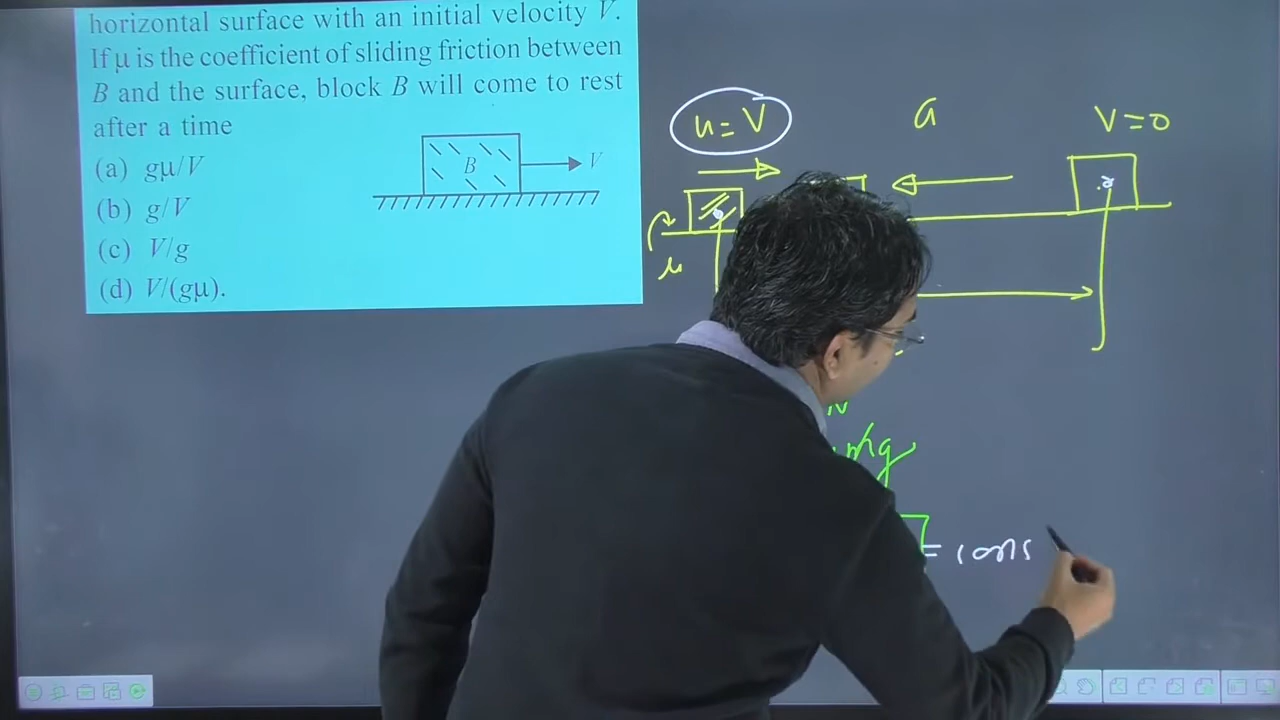 horizontal surface with an initial velocity V.
If μ is the coefficient of sliding friction between
B and the surface, block B will come to rest
after a time
(a) gμ/V
(b) g/V
(c) V/g
(d) V/(gμ).
B
V
u = V
a
V = 0
μ
N
mg
= cons